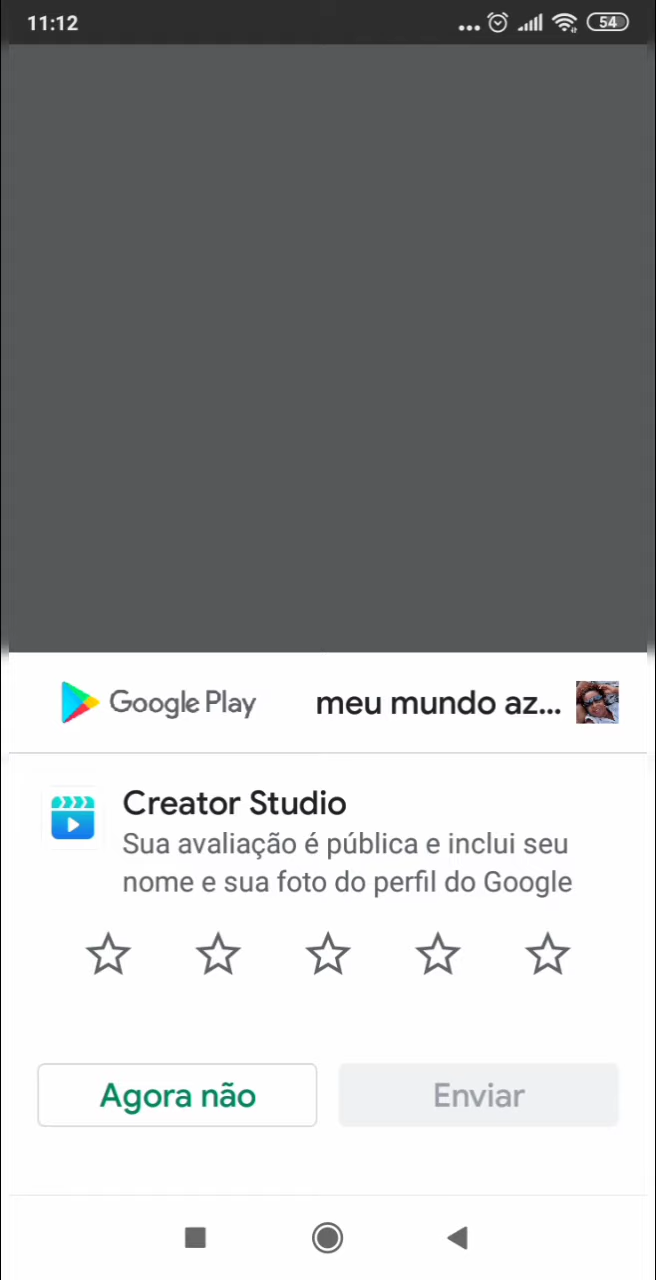 11:12
54
Google Play
meu mundo az...
Creator Studio
Sua avaliação é pública e inclui seu
nome e sua foto do perfil do Google
Agora não
Enviar